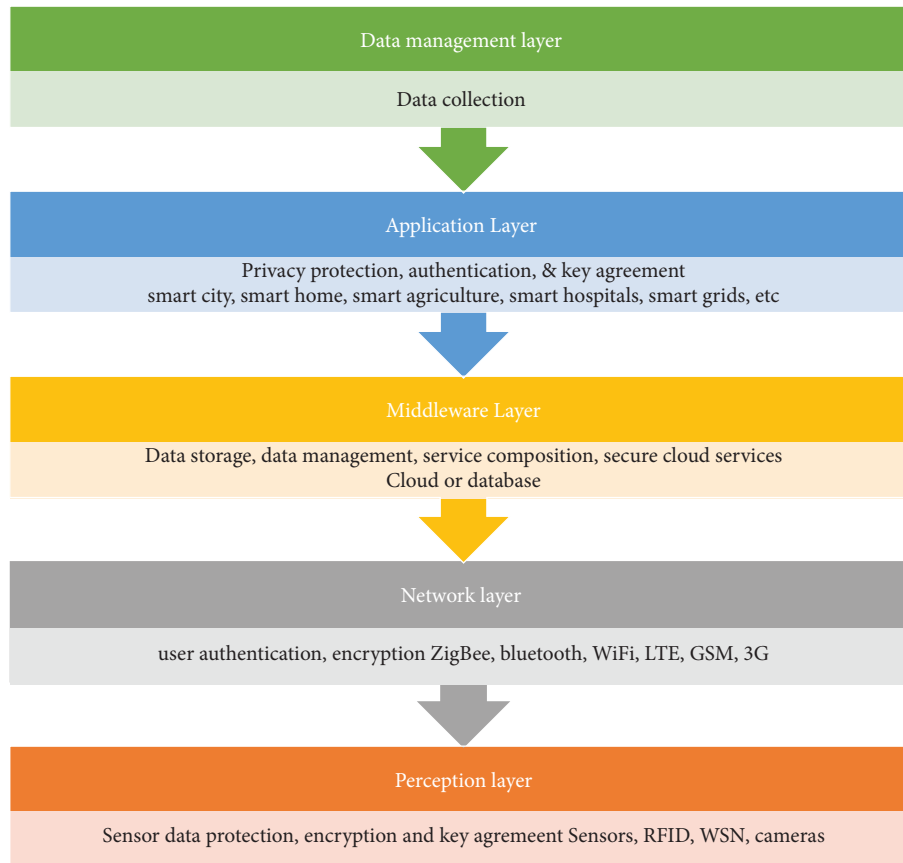 Data management layer
Data collection
Application Layer
Privacy protection, authentication, & key agreement
smart city, smart home, smart agriculture, smart hospitals, smart grids, etc
Middleware Layer
Data storage, data management, service composition, secure cloud services
Cloud or database
Network layer
user authentication, encryption ZigBee, bluetooth, WiFi, LTE, GSM, 3G
Perception layer
Sensor data protection, encryption and key agremeent Sensors, RFID, WSN, cameras